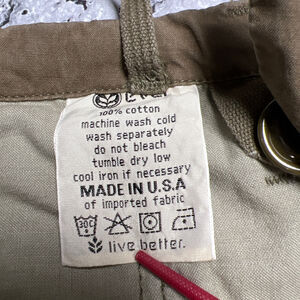 100% cotton
machine wash cold
wash separately
do not bleach
tumble dry low
cool iron if necessary
MADE IN U.S.A
of imported fabric
30C
live better.